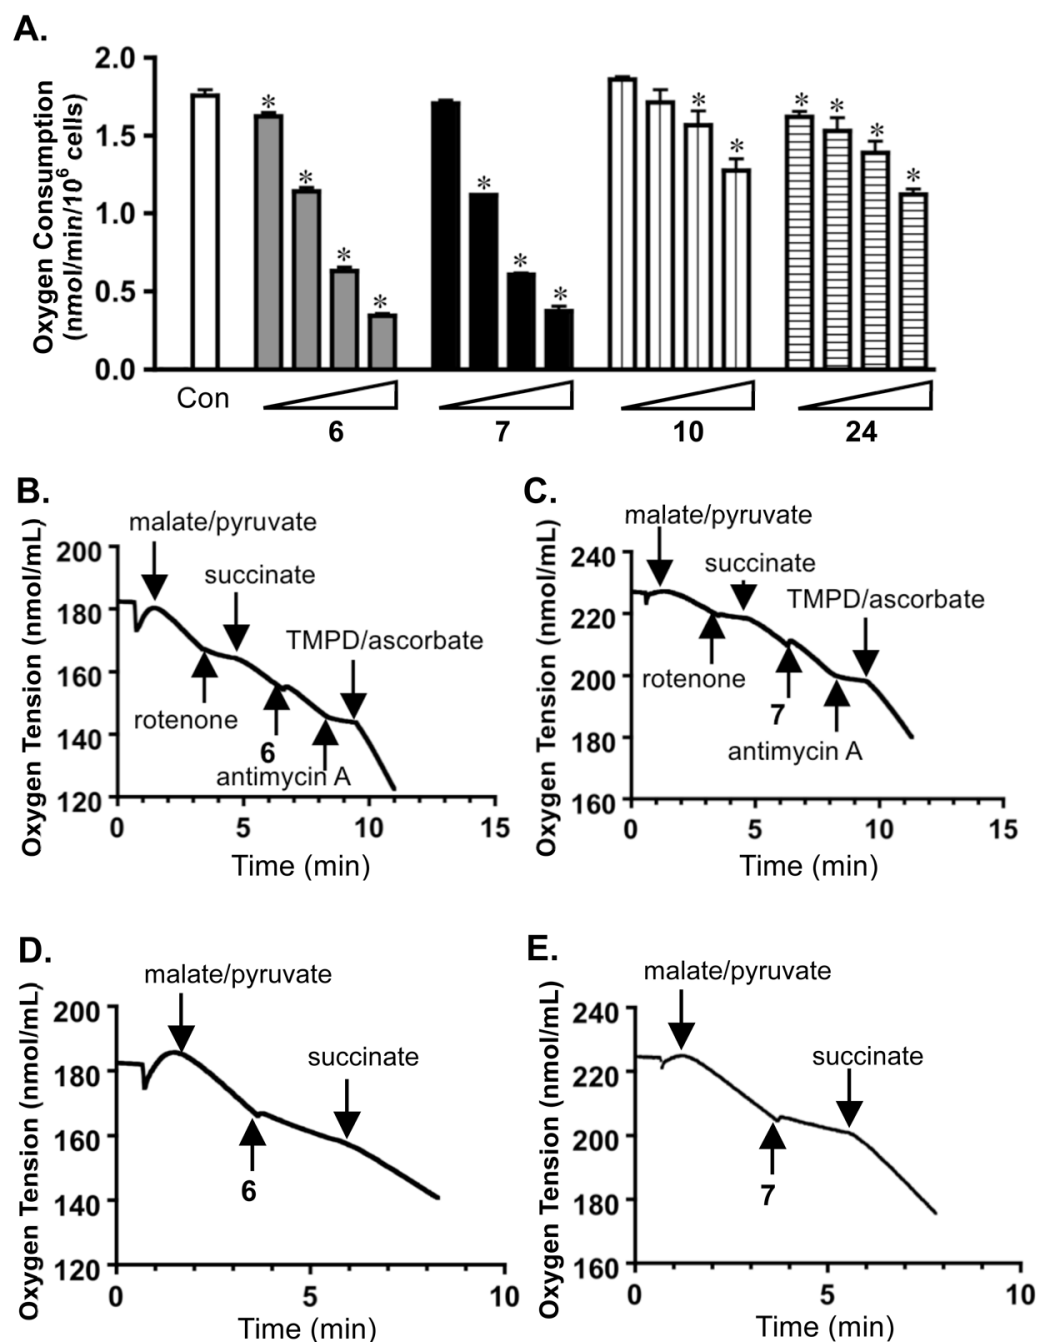 A.
Oxygen Consumption
(nmol/min/10⁶ cells)
2.0
1.5
1.0
0.5
0.0
* * * *
* * *
* *
* * * *
Con
6
7
10
24
B.
Oxygen Tension (nmol/mL)
200
180
160
140
120
malate/pyruvate
succinate
TMPD/ascorbate
rotenone
6
antimycin A
0 5 10 15
Time (min)
C.
Oxygen Tension (nmol/mL)
240
220
200
180
160
malate/pyruvate
succinate
TMPD/ascorbate
rotenone
7
antimycin A
0 5 10 15
Time (min)
D.
Oxygen Tension (nmol/mL)
200
180
160
140
120
malate/pyruvate
succinate
6
0 5 10
Time (min)
E.
Oxygen Tension (nmol/mL)
240
220
200
180
160
malate/pyruvate
succinate
7
0 5 10
Time (min)